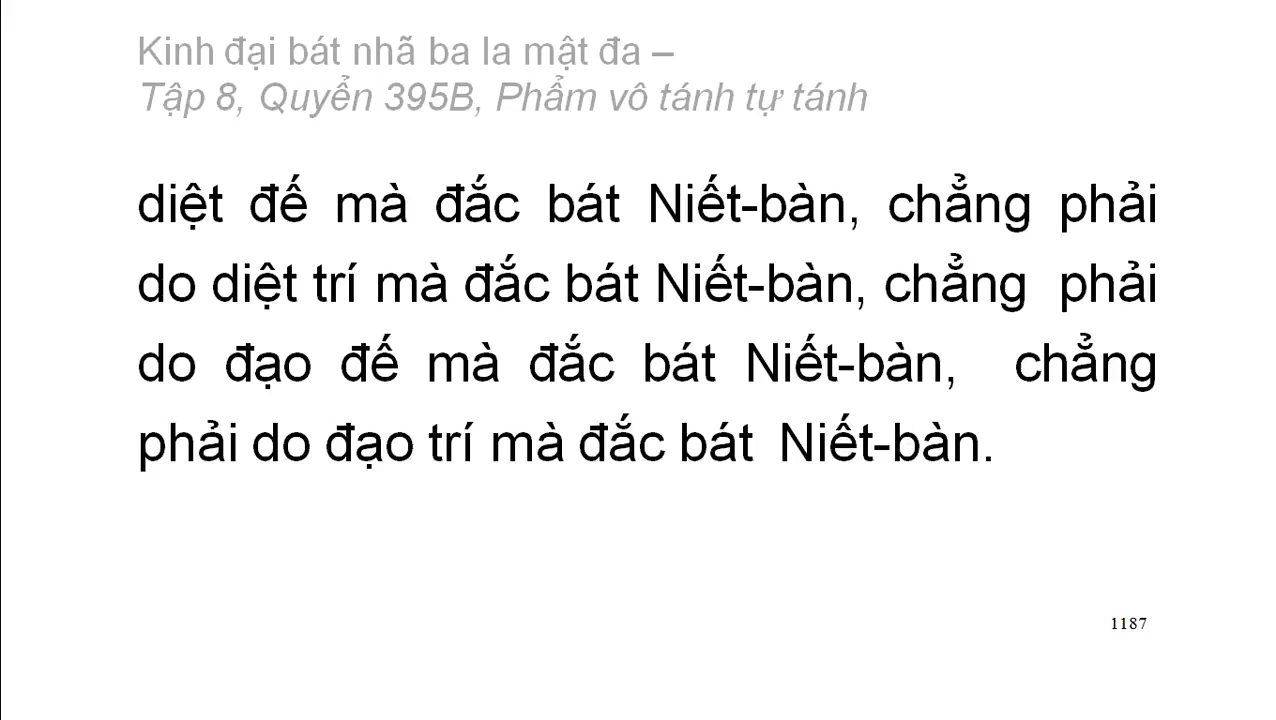 Kinh đại bát nhã ba la mật đa –
Tập 8, Quyển 395B, Phẩm vô tánh tự tánh
diệt đế mà đắc bát Niết-bàn, chẳng phải
do diệt trí mà đắc bát Niết-bàn, chẳng phải
do đạo đế mà đắc bát Niết-bàn, chẳng
phải do đạo trí mà đắc bát Niết-bàn.
1187